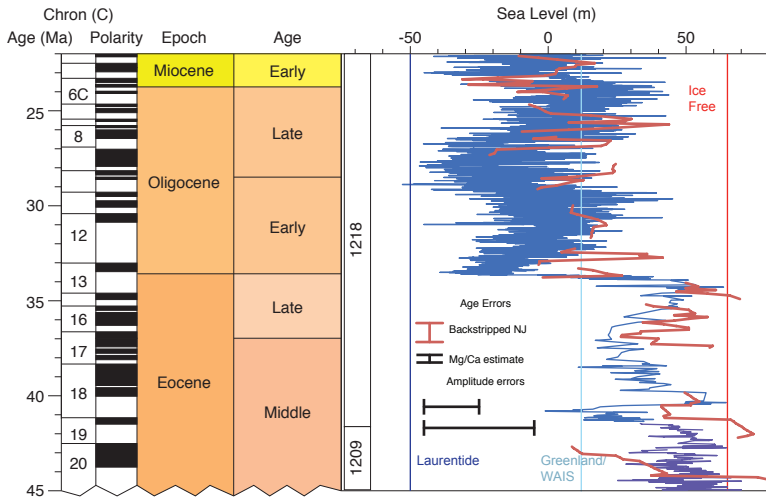 Chron (C)
Sea Level (m)
Age (Ma) Polarity Epoch Age
-50 0 50
Miocene Early
6C
Ice
Free
25
8
Late
Oligocene
30
12
Early
1218
13
35
Late
Age Errors
16
Backstripped NJ
17
Mg/Ca estimate
Eocene
Amplitude errors
18
40
Middle
19
20
1209
Laurentide
Greenland/
WAIS
45